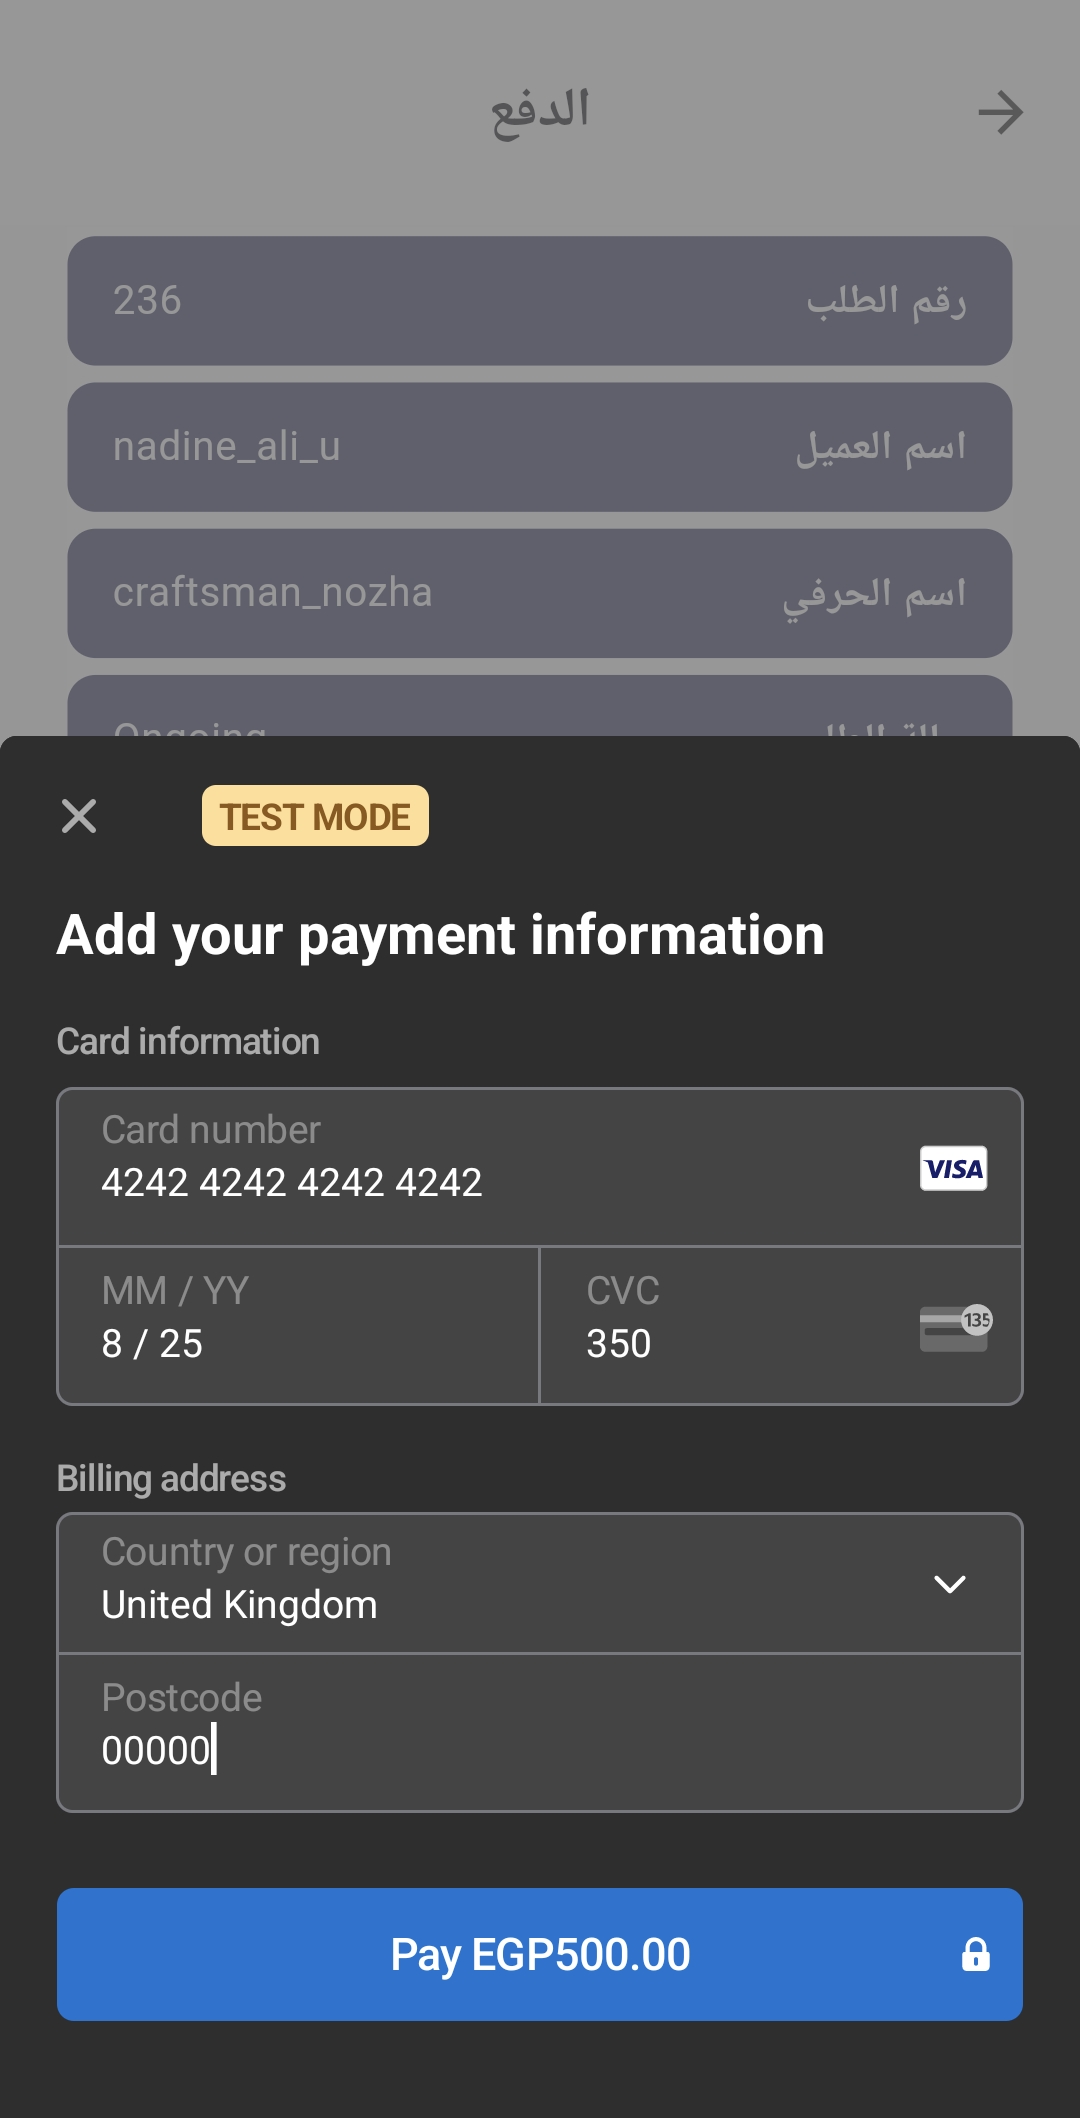 الدفع
رقم الطلب 236
اسم العميل nadine_ali_u
اسم الحرفي craftsman_nozha
Ongoing
TEST MODE
Add your payment information
Card information
Card number
4242 4242 4242 4242
VISA
MM / YY
8 / 25
CVC
350
135
Billing address
Country or region
United Kingdom
Postcode
00000
Pay EGP500.00